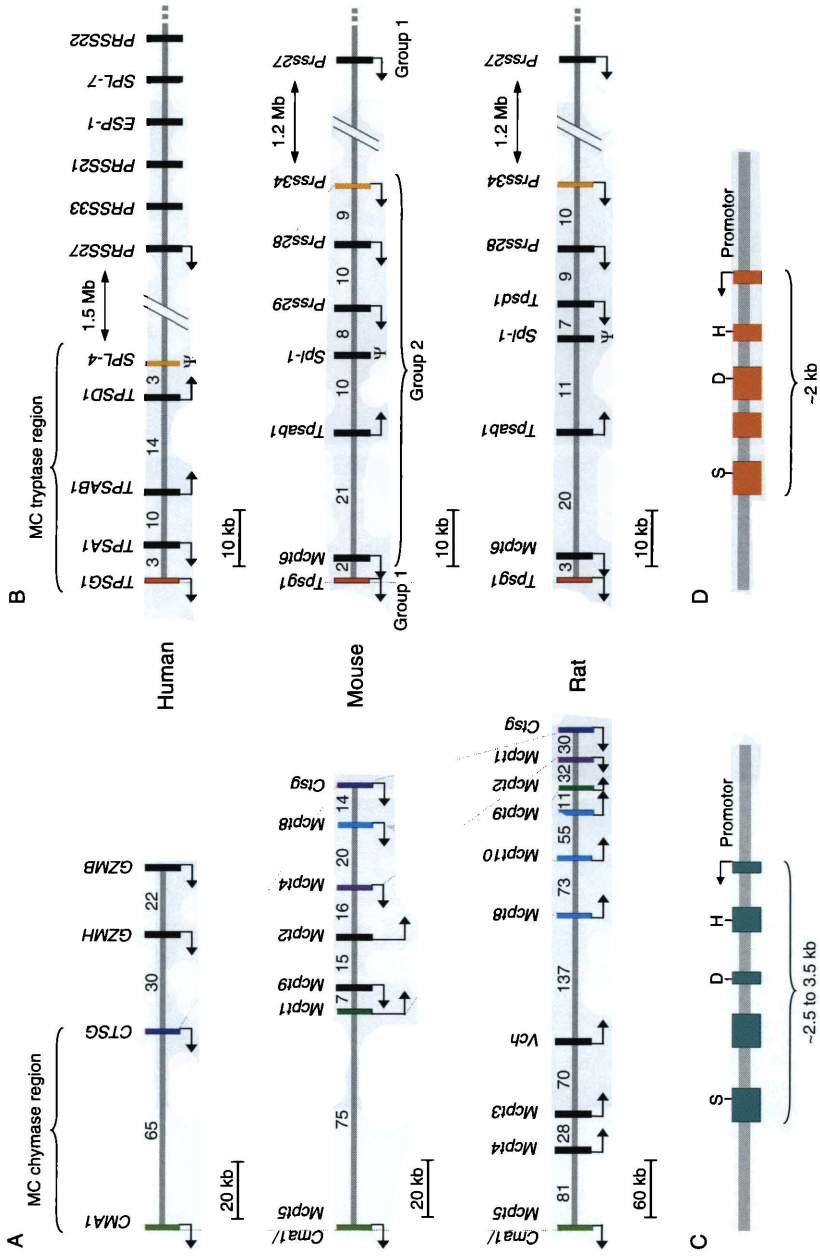 A
MC chymase region
CMA1 CTSG GZMH GZMB
65 30 22
20 kb
Human
Cma1/
Mcpt5 Mcpt1 Mcpt9 Mcpt2 Mcpt4 Mcpt8 Ctsg
75 7 15 16 20 14
20 kb
Mouse
Cma1/
Mcpt5 Mcpt4 Mcpt3 Vch Mcpt8 Mcpt10 Mcpt9 Mcpt2 Mcpt1 Ctsg
81 28 70 137 73 55 11 32 30
60 kb
Rat
B
MC tryptase region
TPSG1 TPSA1 TPSAB1 TPSD1 SPL-4 PRSS27 PRSS33 PRSS21 ESP-1 SPL-7 PRSS22
3 10 14 3
1.5 Mb
Ψ
10 kb
Tpsg1 Mcpt6 Tpsab1 Spl-1 Prss29 Prss28 Prss34 Prss27
2 21 10 8 10 9
1.2 Mb
Ψ
Group 1 Group 2 Group 1
10 kb
Tpsg1 Mcpt6 Tpsab1 Spl-1 Tpsd1 Prss28 Prss34 Prss27
3 20 11 7 9 10
1.2 Mb
Ψ
10 kb
C
S D H Promotor
~2.5 to 3.5 kb
D
S D H Promotor
~2 kb